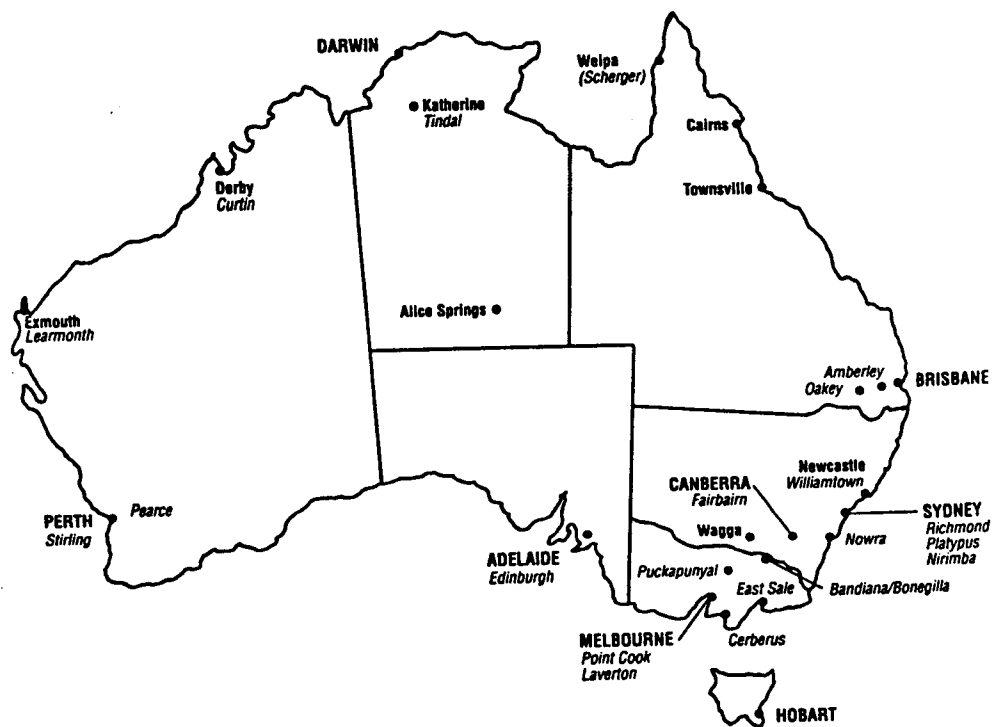 DARWIN
Weipa
(Scherger)
Katherine
Tindal
Cairns
Derby
Curtin
Townsville
Alice Springs
Exmouth
Learmonth
Amberley
Oakey
BRISBANE
Newcastle
Williamtown
CANBERRA
Fairbairn
PERTH
Pearce
Stirling
SYDNEY
Richmond
Platypus
Nirimba
Wagga
Nowra
ADELAIDE
Edinburgh
Puckapunyal
East Sale
Bandiana/Bonegilla
MELBOURNE
Point Cook
Laverton
Cerberus
HOBART